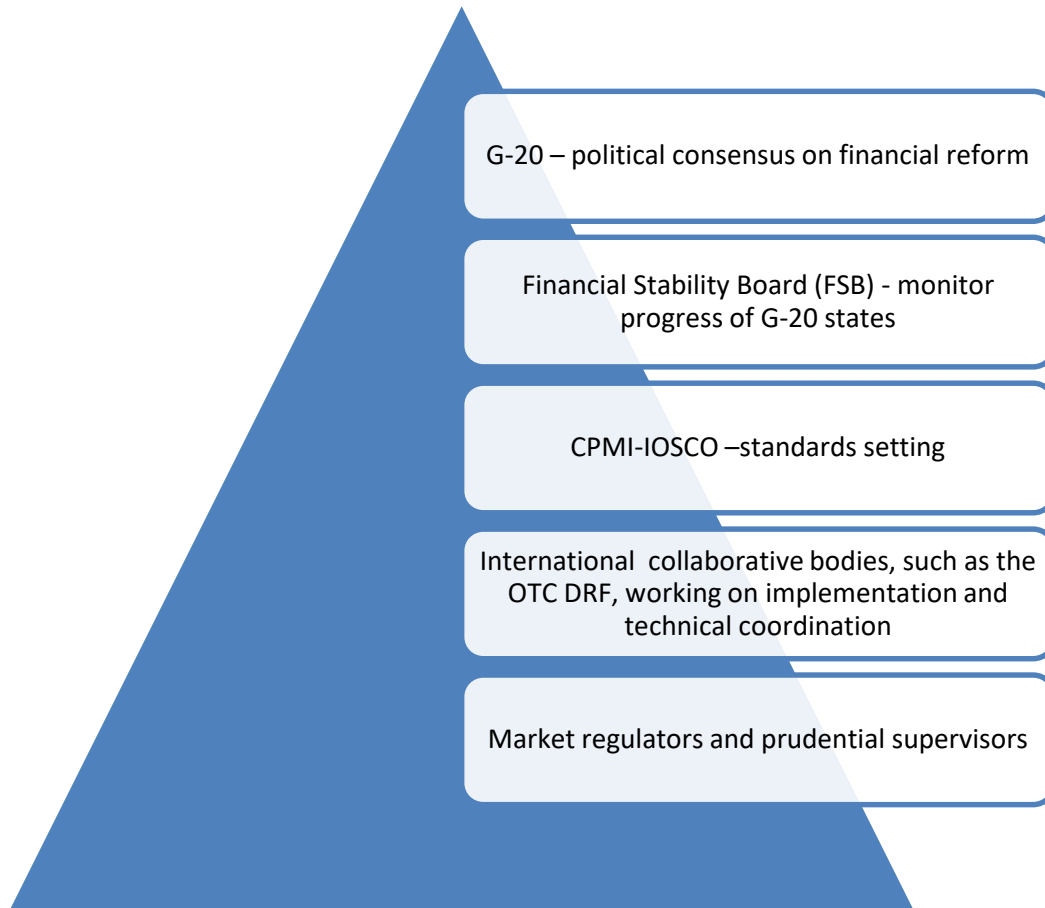 G-20 – political consensus on financial reform
Financial Stability Board (FSB) - monitor
progress of G-20 states
CPMI-IOSCO –standards setting
International  collaborative bodies, such as the
OTC DRF, working on implementation and
technical coordination
Market regulators and prudential supervisors